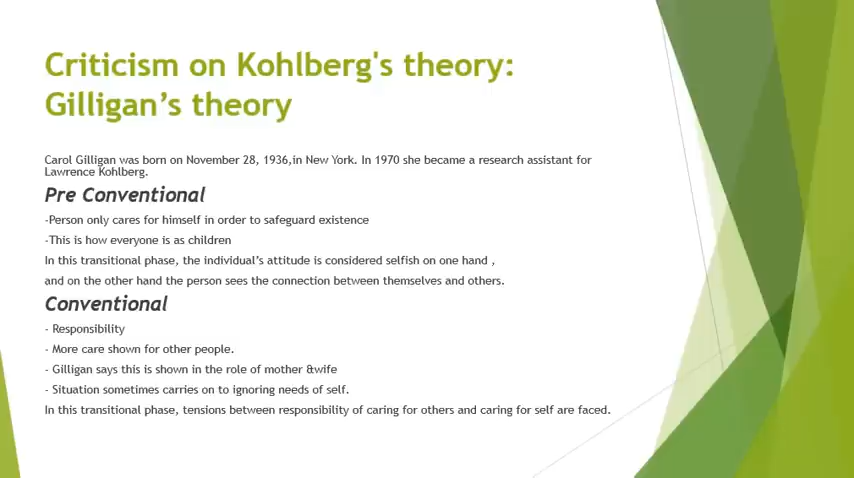 Criticism on Kohlberg's theory:
Gilligan’s theory
Carol Gilligan was born on November 28, 1936,in New York. In 1970 she became a research assistant for
Lawrence Kohlberg.
Pre Conventional
-Person only cares for himself in order to safeguard existence
-This is how everyone is as children
In this transitional phase, the individual’s attitude is considered selfish on one hand ,
and on the other hand the person sees the connection between themselves and others.
Conventional
- Responsibility
- More care shown for other people.
- Gilligan says this is shown in the role of mother &wife
- Situation sometimes carries on to ignoring needs of self.
In this transitional phase, tensions between responsibility of caring for others and caring for self are faced.